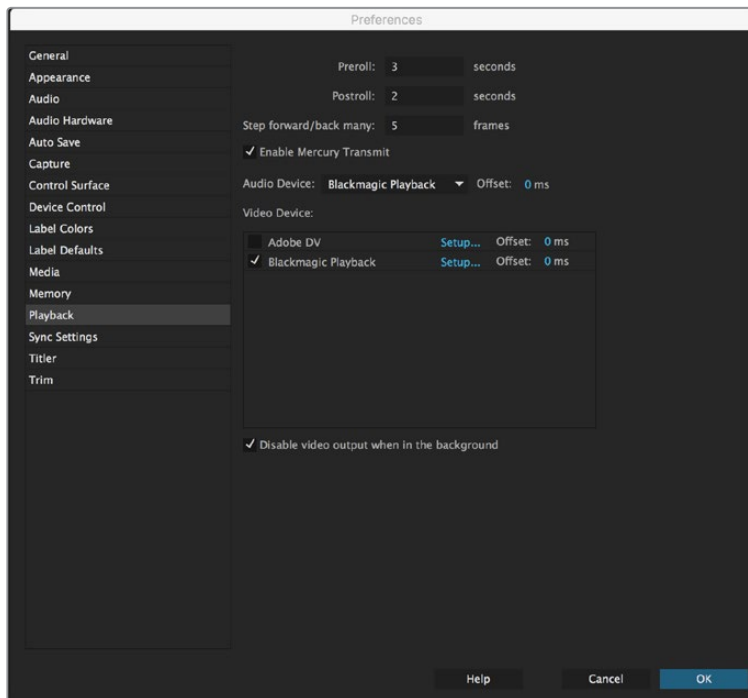 Preferences
General
Appearance
Audio
Audio Hardware
Auto Save
Capture
Control Surface
Device Control
Label Colors
Label Defaults
Media
Memory
Playback
Sync Settings
Titler
Trim
Preroll: 3 seconds
Postroll: 2 seconds
Step forward/back many: 5 frames
Enable Mercury Transmit
Audio Device: Blackmagic Playback Offset: 0 ms
Video Device:
Adobe DV Setup... Offset: 0 ms
Blackmagic Playback Setup... Offset: 0 ms
Disable video output when in the background
Help Cancel OK